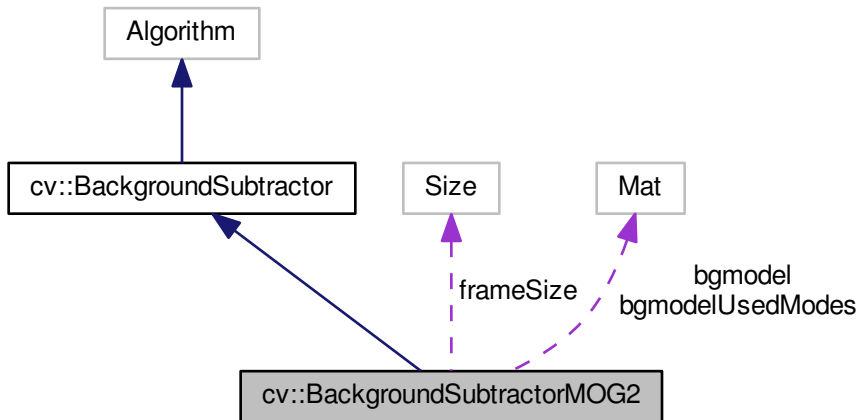 Algorithm
cv::BackgroundSubtractor
Size
Mat
frameSize
bgmodel
bgmodelUsedModes
cv::BackgroundSubtractorMOG2